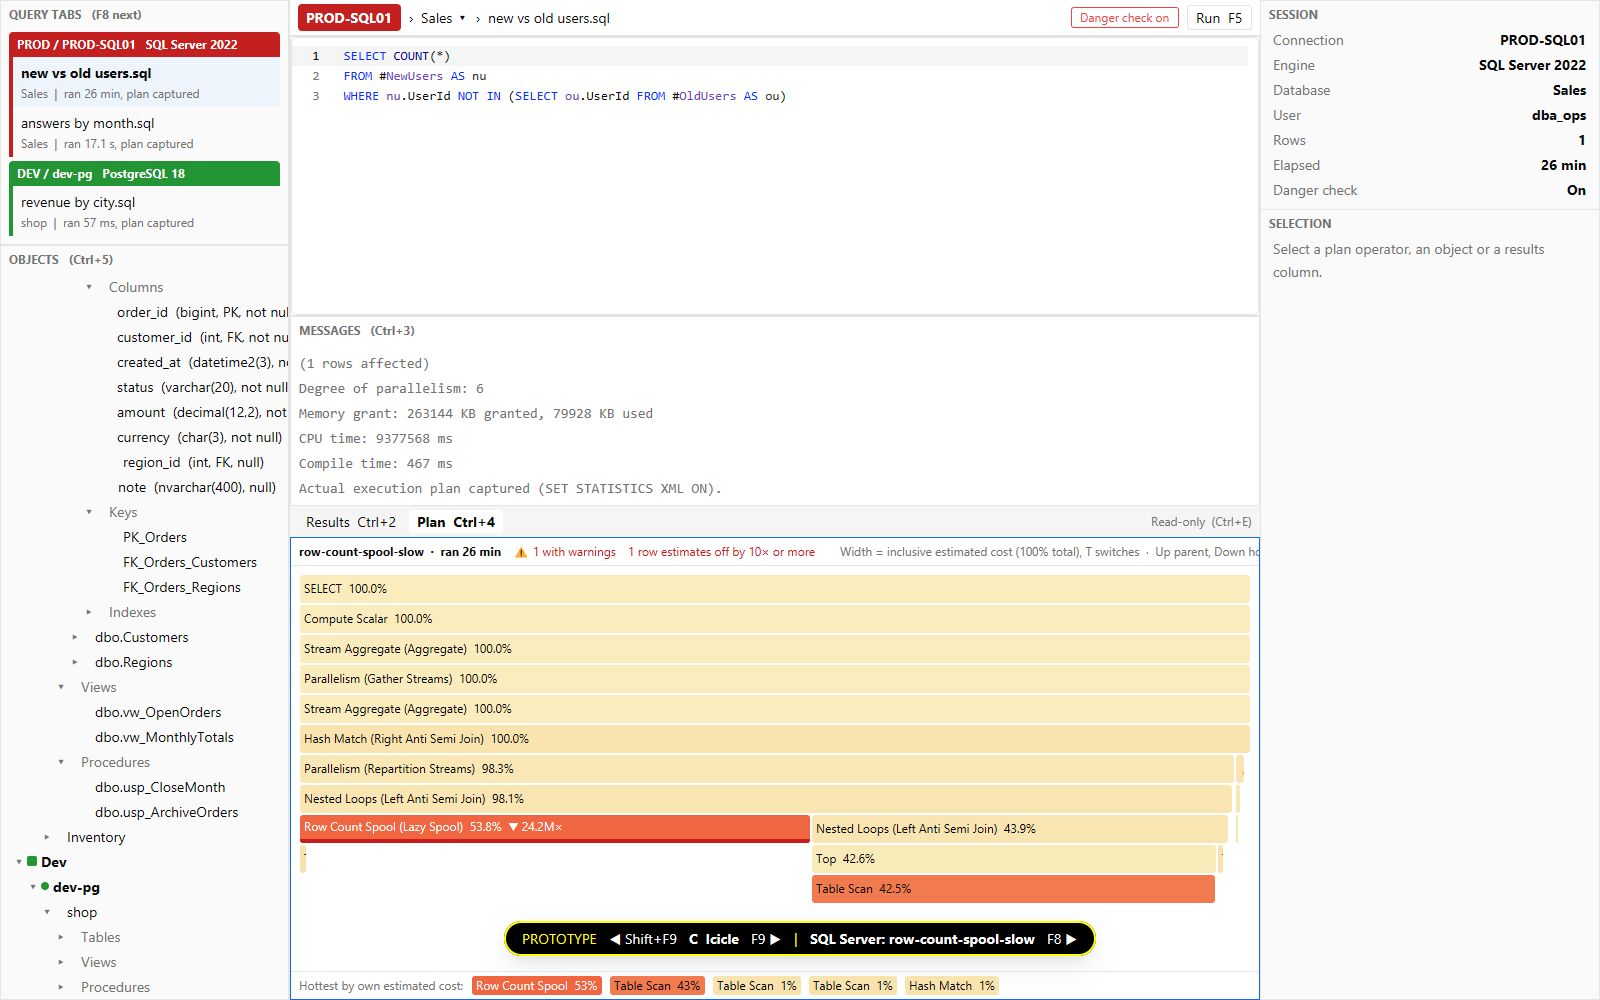 QUERY TABS (F8 next)
PROD / PROD-SQL01 SQL Server 2022
new vs old users.sql
Sales | ran 26 min, plan captured
answers by month.sql
Sales | ran 17.1 s, plan captured
DEV / dev-pg PostgreSQL 18
revenue by city.sql
shop | ran 57 ms, plan captured
OBJECTS (Ctrl+5)
Columns
order_id (bigint, PK, not nul
customer_id (int, FK, not nu
created_at (datetime2(3), n
status (varchar(20), not null
amount (decimal(12,2), not
currency (char(3), not null)
region_id (int, FK, null)
note (nvarchar(400), null)
Keys
PK_Orders
FK_Orders_Customers
FK_Orders_Regions
Indexes
dbo.Customers
dbo.Regions
Views
dbo.vw_OpenOrders
dbo.vw_MonthlyTotals
Procedures
dbo.usp_CloseMonth
dbo.usp_ArchiveOrders
Inventory
Dev
dev-pg
shop
Tables
Views
Procedures
PROD-SQL01 › Sales ▾ › new vs old users.sql
Danger check on
Run F5
1 SELECT COUNT(*)
2 FROM #NewUsers AS nu
3 WHERE nu.UserId NOT IN (SELECT ou.UserId FROM #OldUsers AS ou)
MESSAGES (Ctrl+3)
(1 rows affected)
Degree of parallelism: 6
Memory grant: 263144 KB granted, 79928 KB used
CPU time: 9377568 ms
Compile time: 467 ms
Actual execution plan captured (SET STATISTICS XML ON).
Results Ctrl+2 Plan Ctrl+4
Read-only (Ctrl+E)
row-count-spool-slow · ran 26 min ⚠ 1 with warnings 1 row estimates off by 10× or more Width = inclusive estimated cost (100% total), T switches · Up parent, Down ho
SELECT 100.0%
Compute Scalar 100.0%
Stream Aggregate (Aggregate) 100.0%
Parallelism (Gather Streams) 100.0%
Stream Aggregate (Aggregate) 100.0%
Hash Match (Right Anti Semi Join) 100.0%
Parallelism (Repartition Streams) 98.3%
Nested Loops (Left Anti Semi Join) 98.1%
Row Count Spool (Lazy Spool) 53.8% ▼ 24.2M×
Nested Loops (Left Anti Semi Join) 43.9%
Top 42.6%
Table Scan 42.5%
PROTOTYPE ◀ Shift+F9 C Icicle F9 ▶ | SQL Server: row-count-spool-slow F8 ▶
Hottest by own estimated cost: Row Count Spool 53% Table Scan 43% Table Scan 1% Table Scan 1% Hash Match 1%
SESSION
Connection PROD-SQL01
Engine SQL Server 2022
Database Sales
User dba_ops
Rows 1
Elapsed 26 min
Danger check On
SELECTION
Select a plan operator, an object or a results
column.